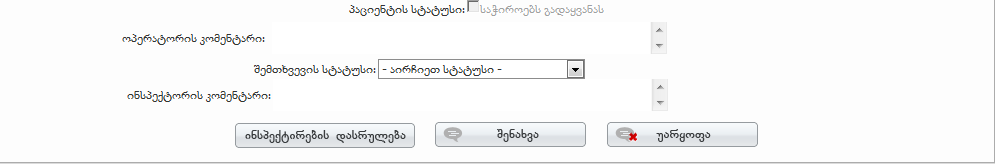 პაციენტის სტატუსი: საჭიროებს გადაყვანას
ოპერატორის კომენტარი:
შემთხვევის სტატუსი: - აირჩიეთ სტატუსი -
ინსპექტორის კომენტარი:
ინსპექტირების დასრულება შენახვა უარყოფა